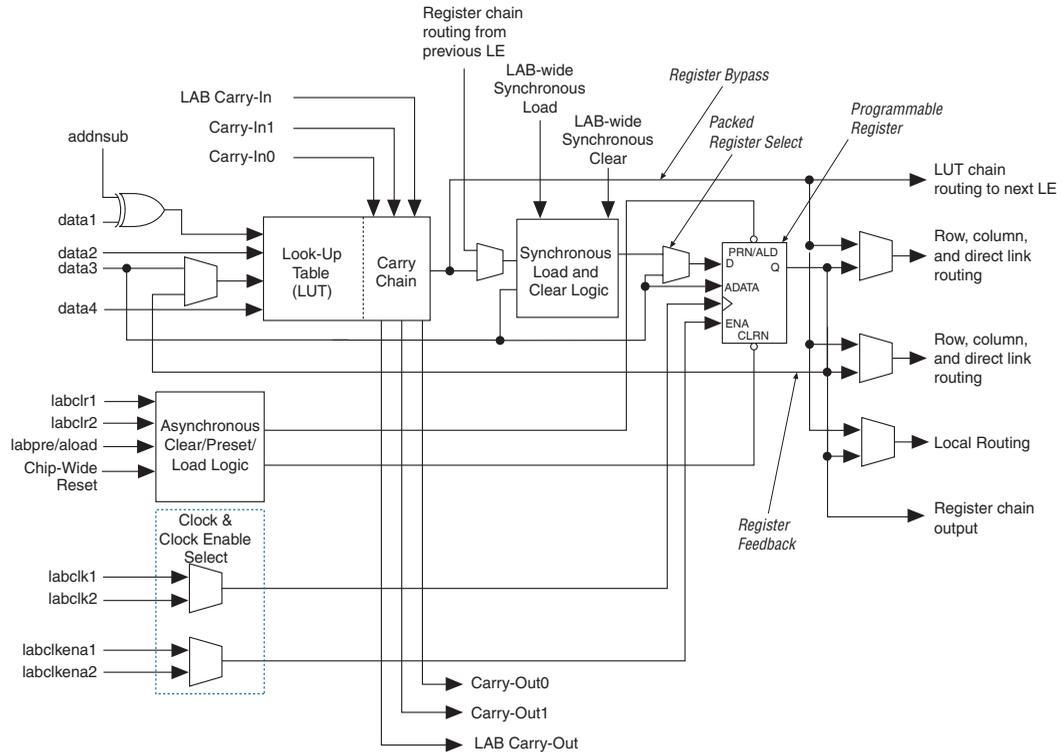 Register chain
routing from
previous LE
LAB-wide
Synchronous
Load
LAB-wide
Synchronous
Clear
Register Bypass
Packed
Register Select
Programmable
Register
LAB Carry-In
Carry-In1
Carry-In0
addnsub
data1
data2
data3
data4
Look-Up
Table
(LUT)
Carry
Chain
Synchronous
Load and
Clear Logic
PRN/ALD
D
Q
ADATA
ENA
CLRN
LUT chain
routing to next LE
Row, column,
and direct link
routing
Row, column,
and direct link
routing
Local Routing
Register chain
output
Register
Feedback
labclr1
labclr2
labpre/aload
Chip-Wide
Reset
Asynchronous
Clear/Preset/
Load Logic
Clock &
Clock Enable
Select
labclk1
labclk2
labclkena1
labclkena2
Carry-Out0
Carry-Out1
LAB Carry-Out